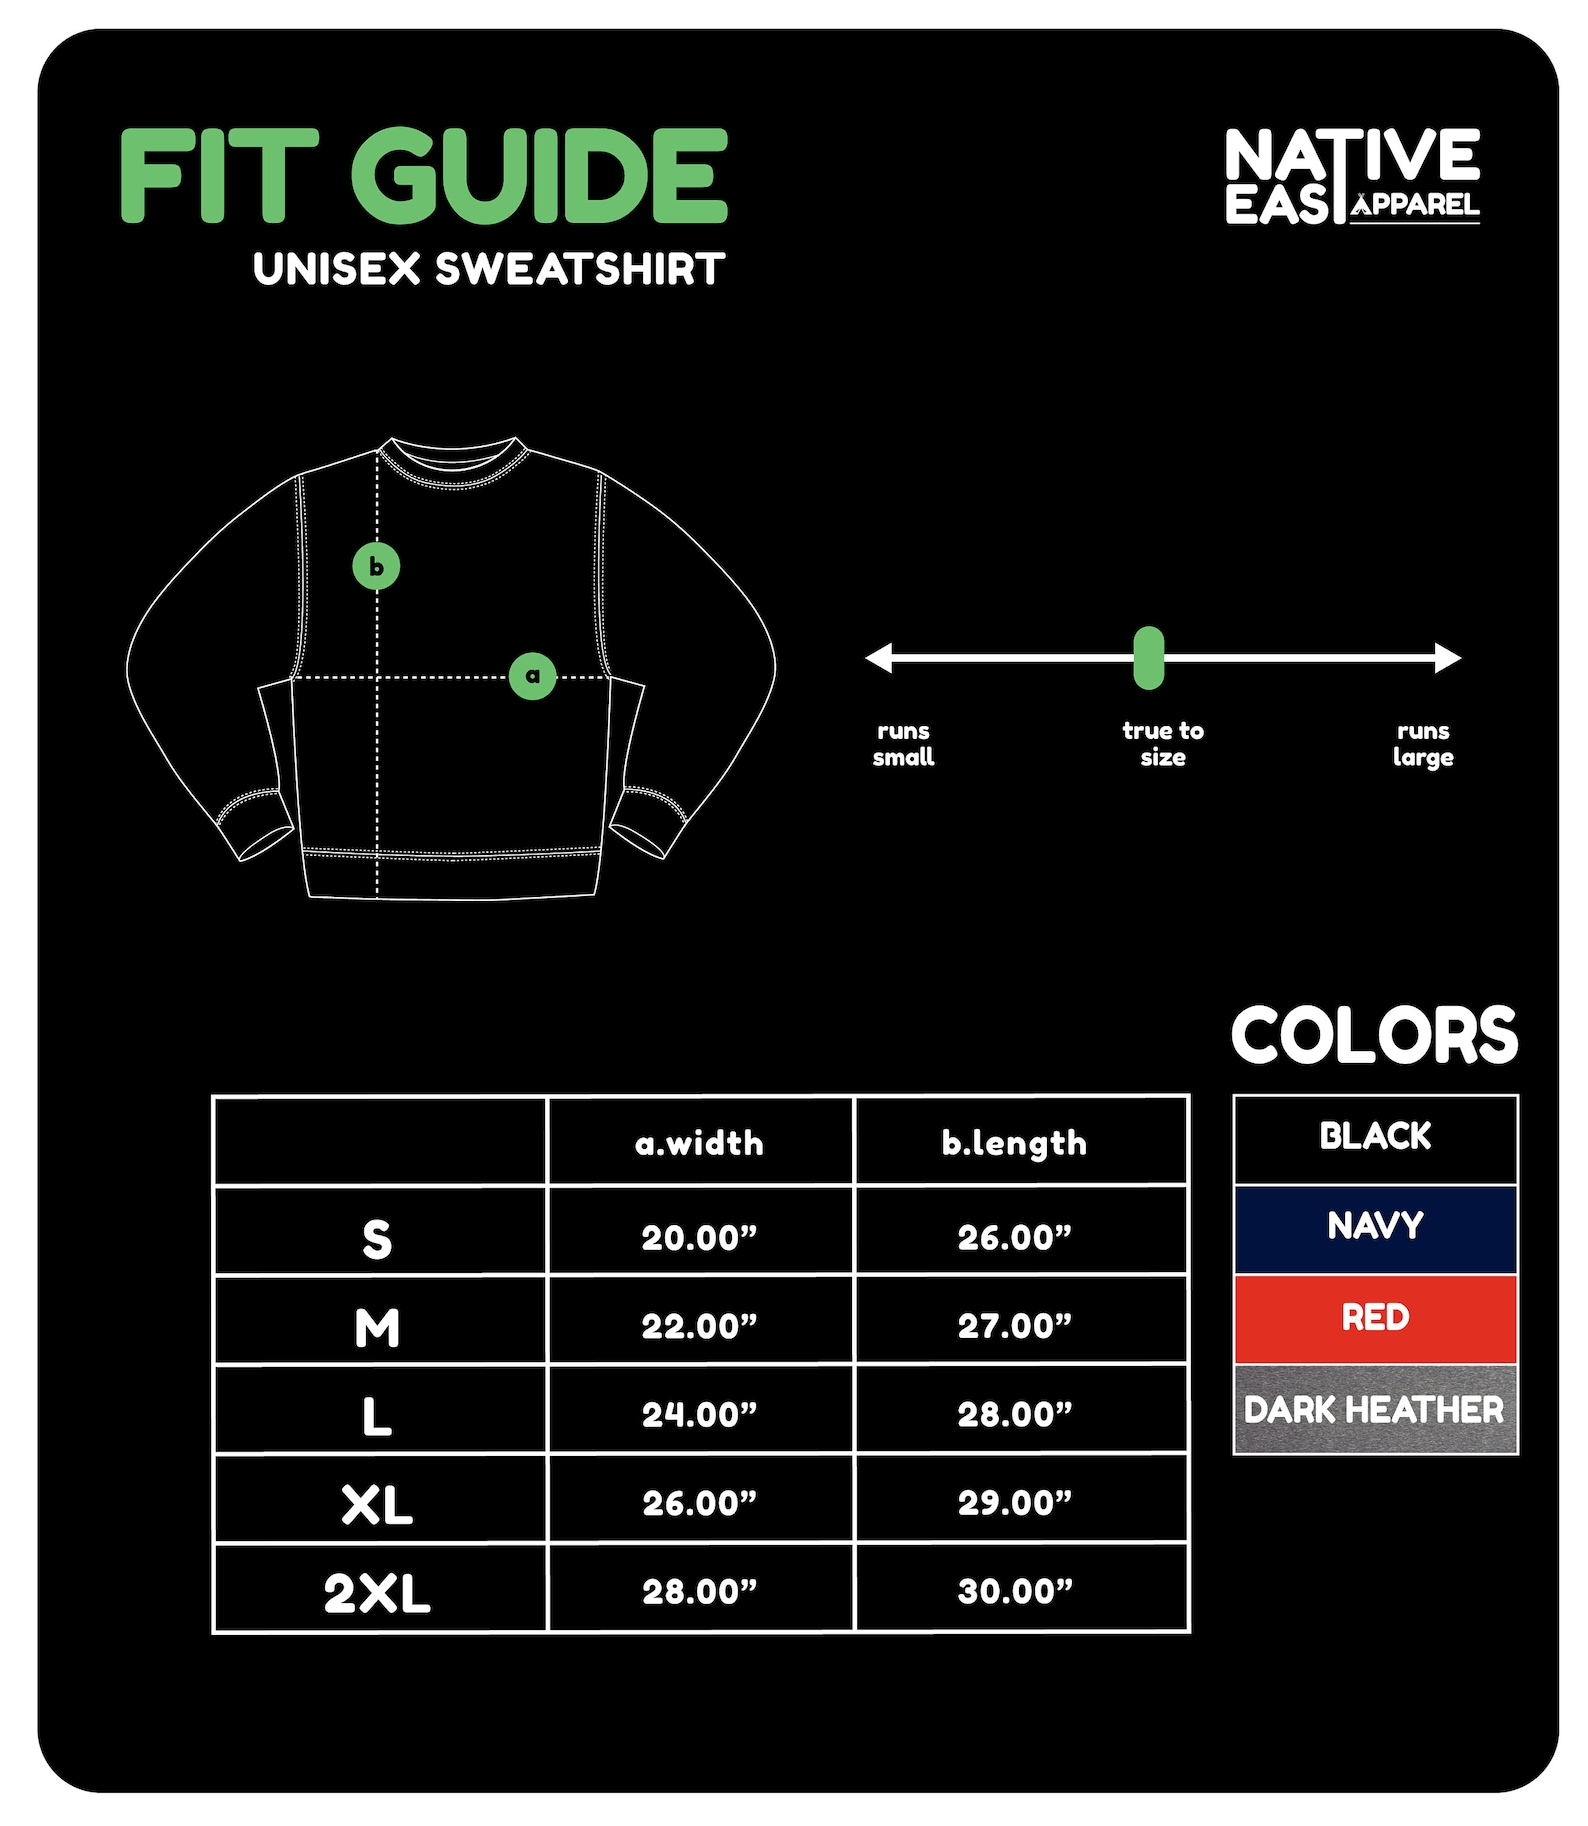 FIT GUIDE
UNISEX SWEATSHIRT
NATIVE
EAST APPAREL
b
a
runs small
true to size
runs large
COLORS
a.width b.length
S 20.00” 26.00”
M 22.00” 27.00”
L 24.00” 28.00”
XL 26.00” 29.00”
2XL 28.00” 30.00”
BLACK
NAVY
RED
DARK HEATHER